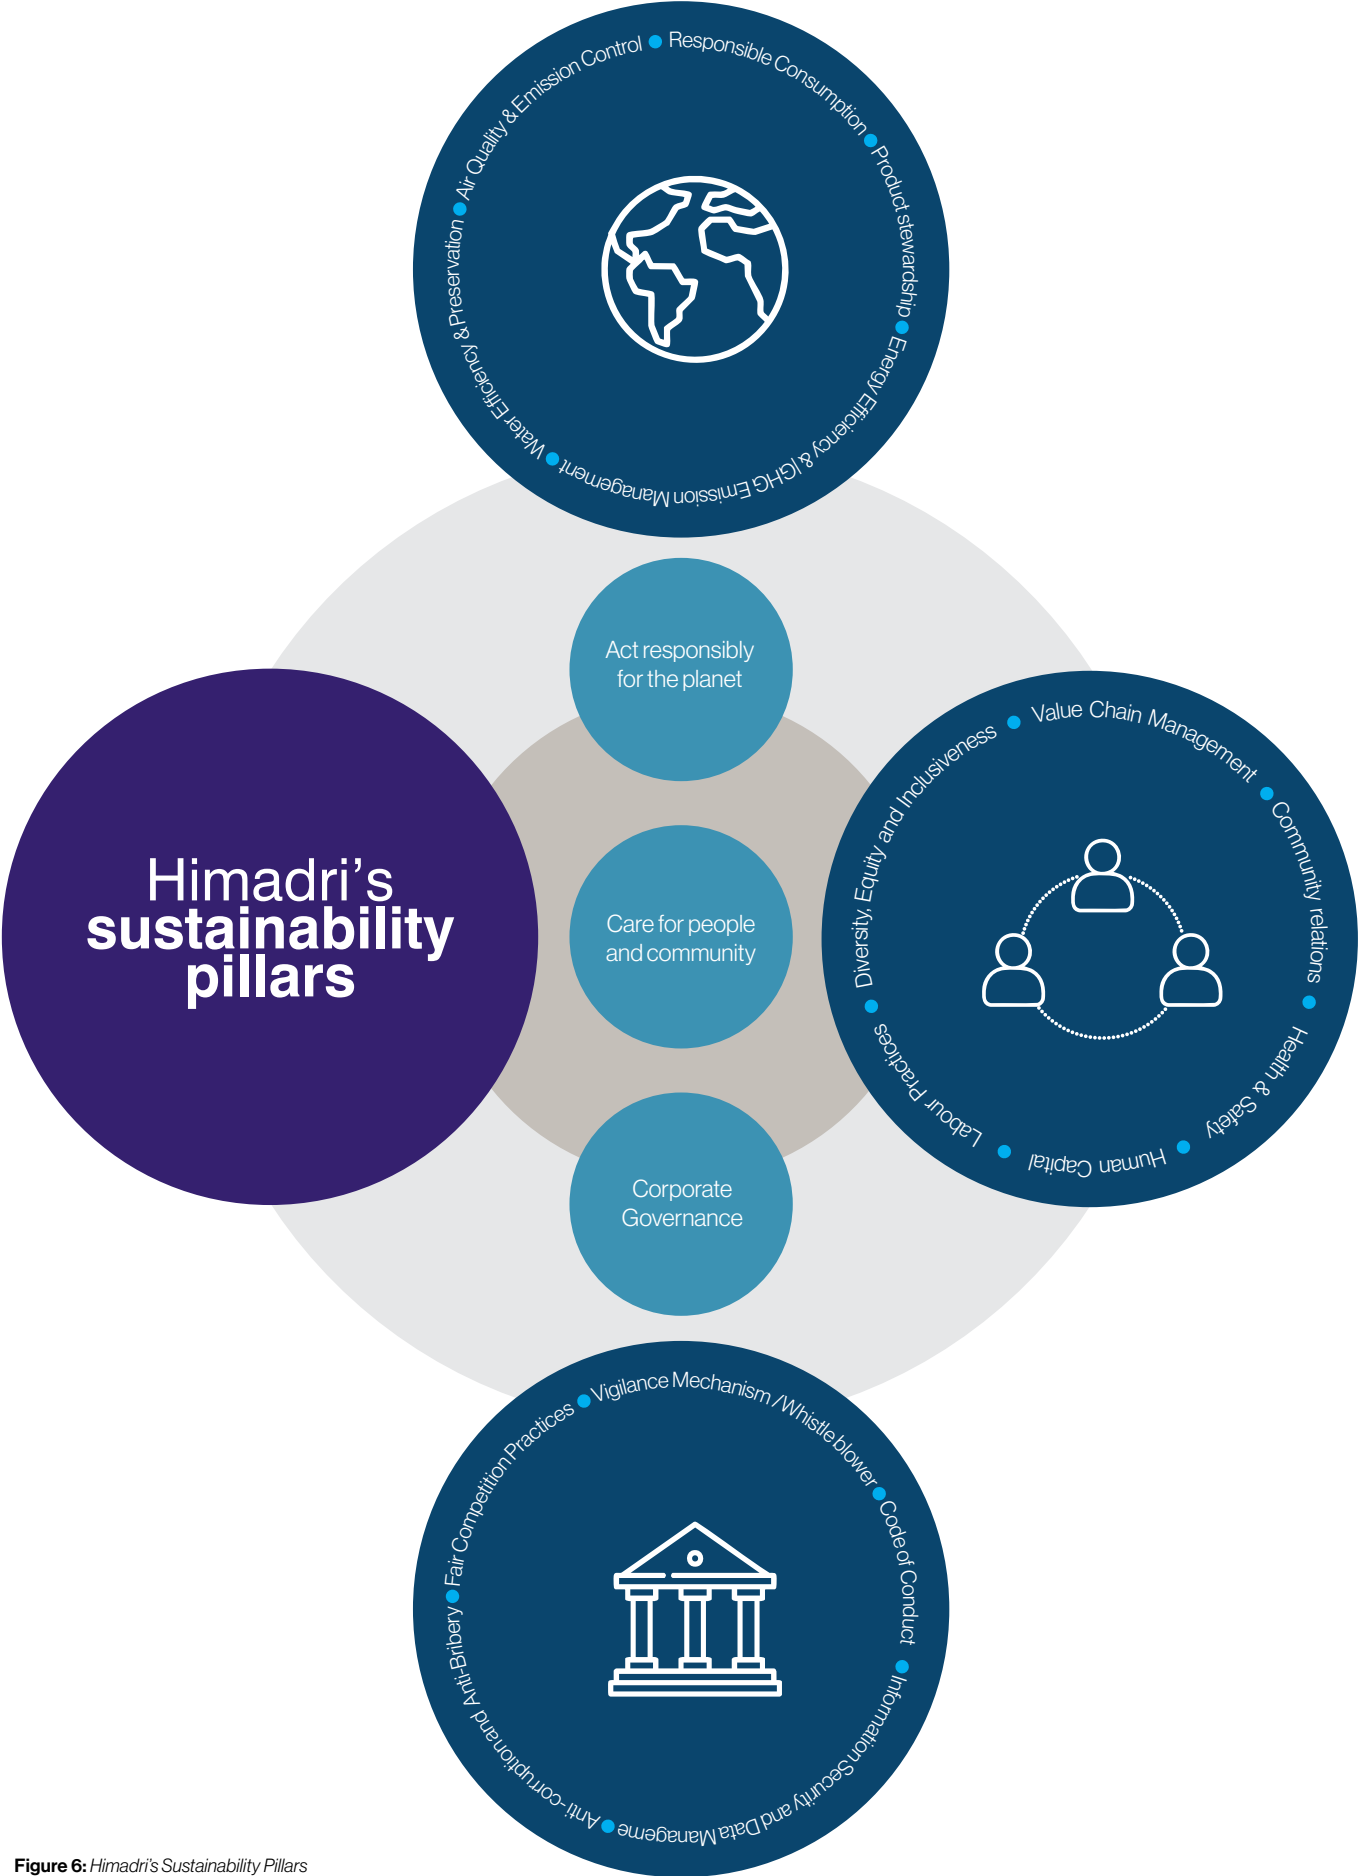 Air Quality & Emission Control
Responsible Consumption
Product stewardship
Energy Efficiency & |GHG| Emission Management
Water Efficiency & Preservation
Act responsibly
for the planet
Himadri's
sustainability
pillars
Care for people
and community
Diversity, Equity and Inclusiveness
Value Chain Management
Community relations
Health & Safety
Human Capital
Labour Practices
Corporate
Governance
Fair Competition Practices
Vigilance Mechanism /Whistle blower
Code of Conduct
Information Security and Data Manageme
Anti-corruption and Anti-Bribery
Figure 6: Himadri's Sustainability Pillars